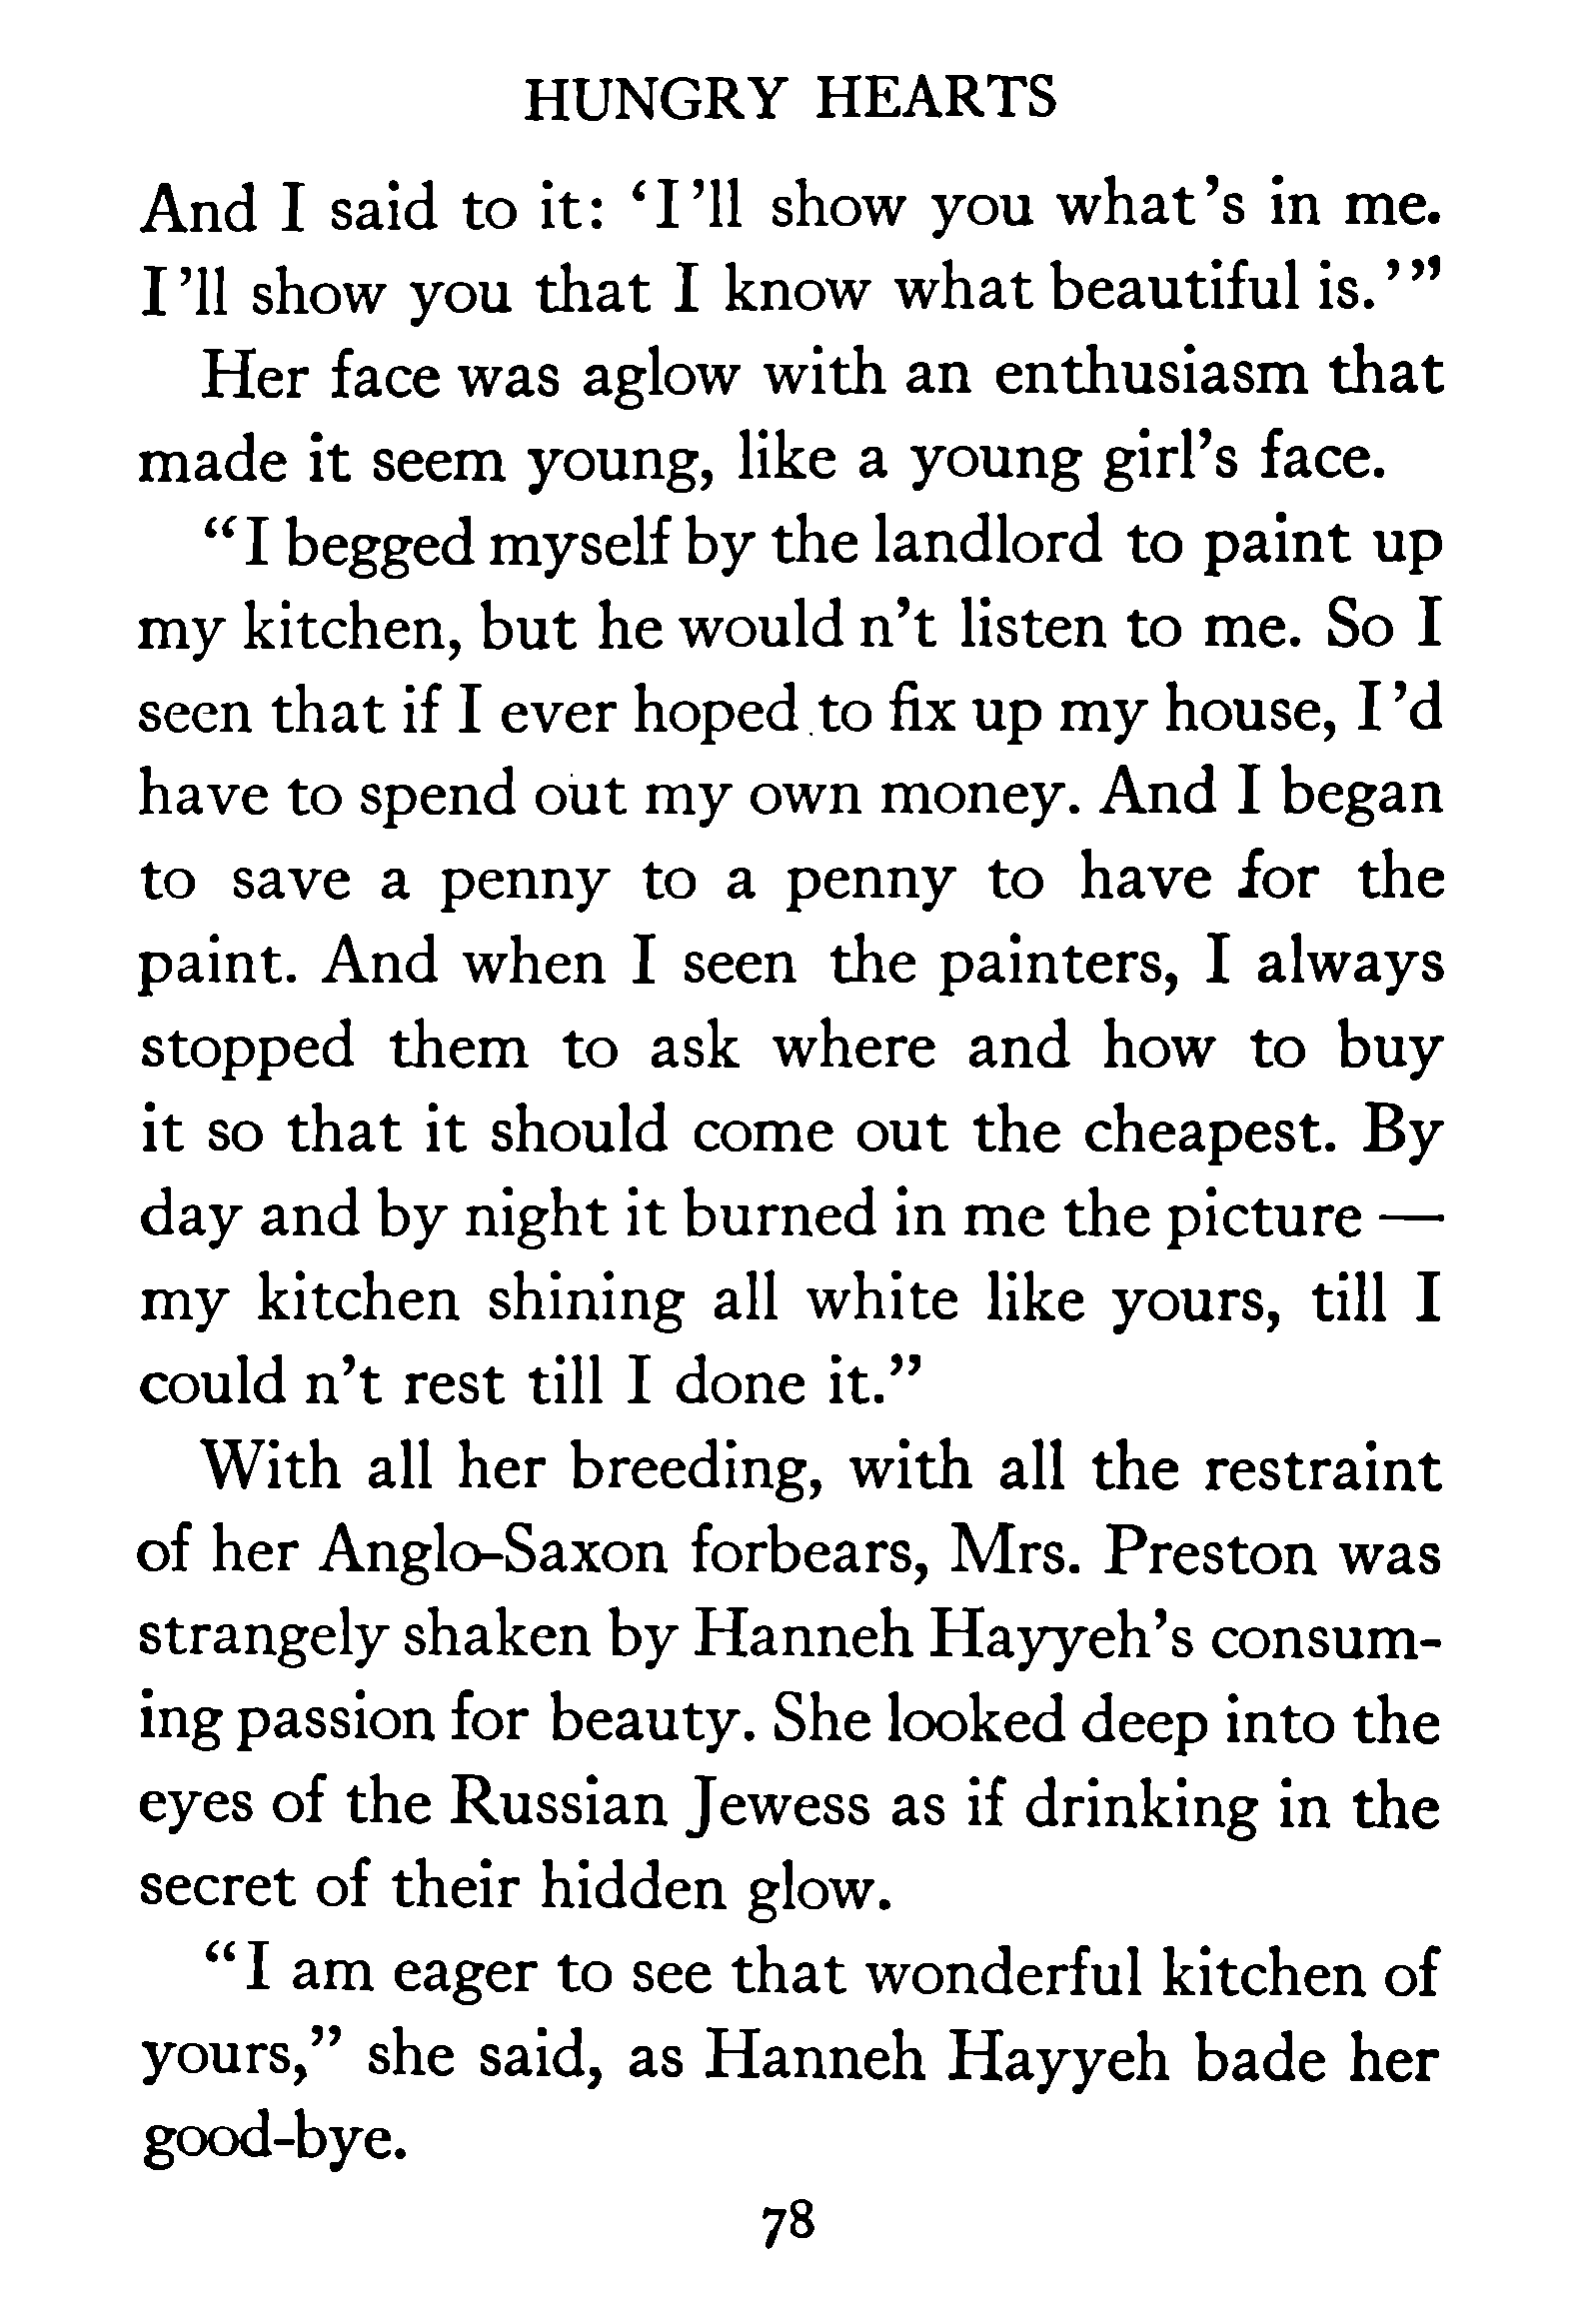 HUNGRY HEARTS
And I said to it: ‘I ’ll show you what ’s in me.
I ’ll show you that I know what beautiful is.’ ”
Her face was aglow with an enthusiasm that
made it seem young, like a young girl’s face.
“I begged myself by the landlord to paint up
my kitchen, but he would n’t listen to me. So I
seen that if I ever hoped to fix up my house, I ’d
have to spend out my own money. And I began
to save a penny to a penny to have for the
paint. And when I seen the painters, I always
stopped them to ask where and how to buy
it so that it should come out the cheapest. By
day and by night it burned in me the picture —
my kitchen shining all white like yours, till I
could n’t rest till I done it.”
With all her breeding, with all the restraint
of her Anglo-Saxon forbears, Mrs. Preston was
strangely shaken by Hanneh Hayyeh’s consum-
ing passion for beauty. She looked deep into the
eyes of the Russian Jewess as if drinking in the
secret of their hidden glow.
“I am eager to see that wonderful kitchen of
yours,” she said, as Hanneh Hayyeh bade her
good-bye.
78